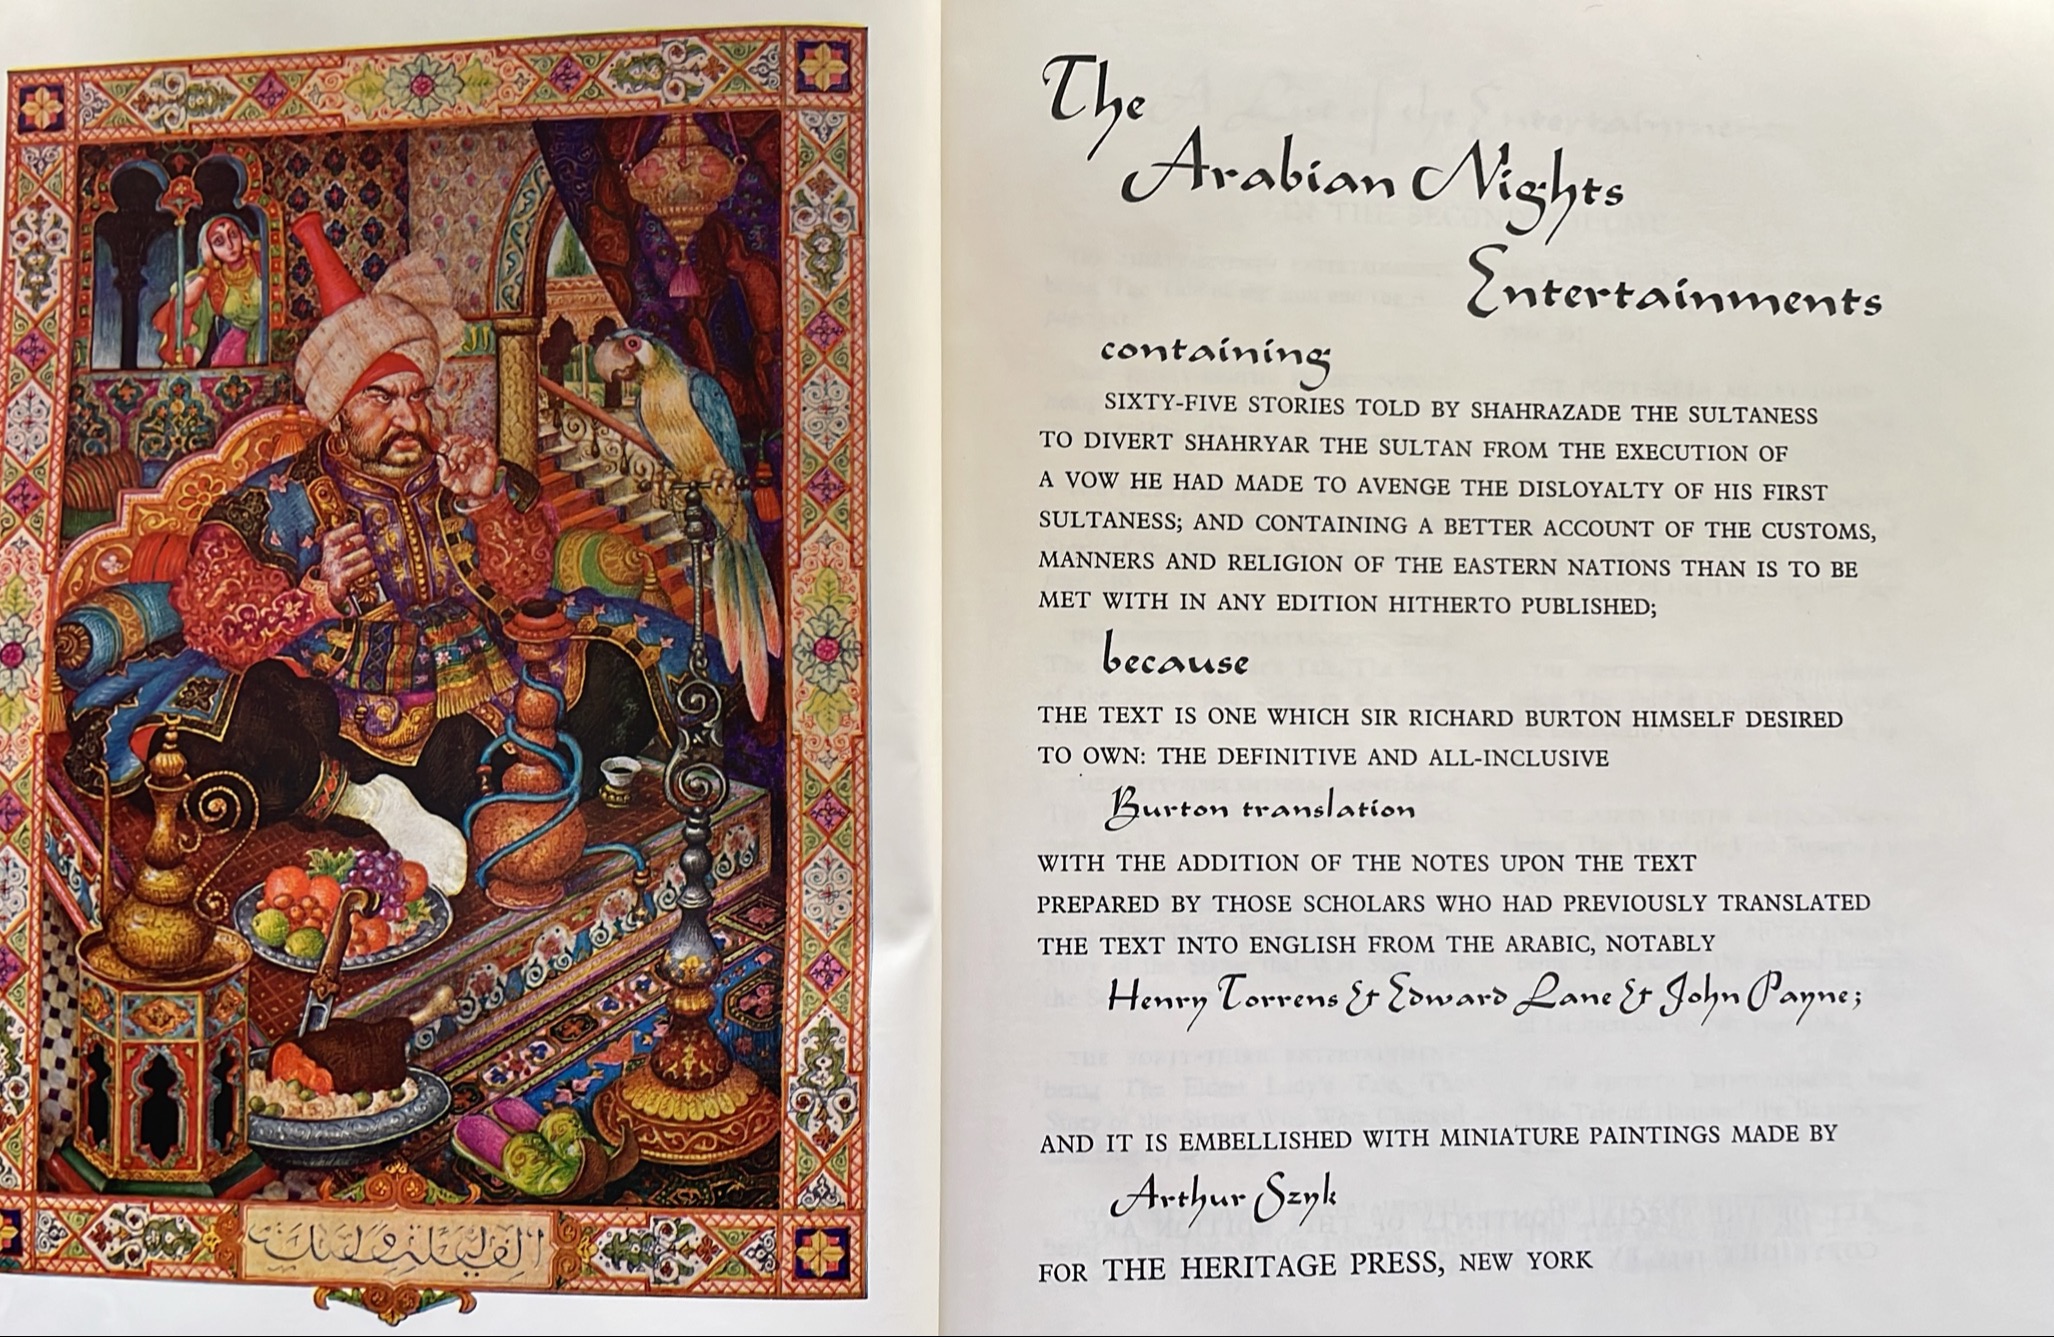 الف ليلة وليلة
The
Arabian Nights
Entertainments
containing
SIXTY-FIVE STORIES TOLD BY SHAHRAZADE THE SULTANESS
TO DIVERT SHAHRYAR THE SULTAN FROM THE EXECUTION OF
A VOW HE HAD MADE TO AVENGE THE DISLOYALTY OF HIS FIRST
SULTANESS; AND CONTAINING A BETTER ACCOUNT OF THE CUSTOMS,
MANNERS AND RELIGION OF THE EASTERN NATIONS THAN IS TO BE
MET WITH IN ANY EDITION HITHERTO PUBLISHED;
because
THE TEXT IS ONE WHICH SIR RICHARD BURTON HIMSELF DESIRED
TO OWN: THE DEFINITIVE AND ALL-INCLUSIVE
Burton translation
WITH THE ADDITION OF THE NOTES UPON THE TEXT
PREPARED BY THOSE SCHOLARS WHO HAD PREVIOUSLY TRANSLATED
THE TEXT INTO ENGLISH FROM THE ARABIC, NOTABLY
Henry Torrens & Edward Lane & John Payne;
AND IT IS EMBELLISHED WITH MINIATURE PAINTINGS MADE BY
Arthur Szyk
FOR THE HERITAGE PRESS, NEW YORK